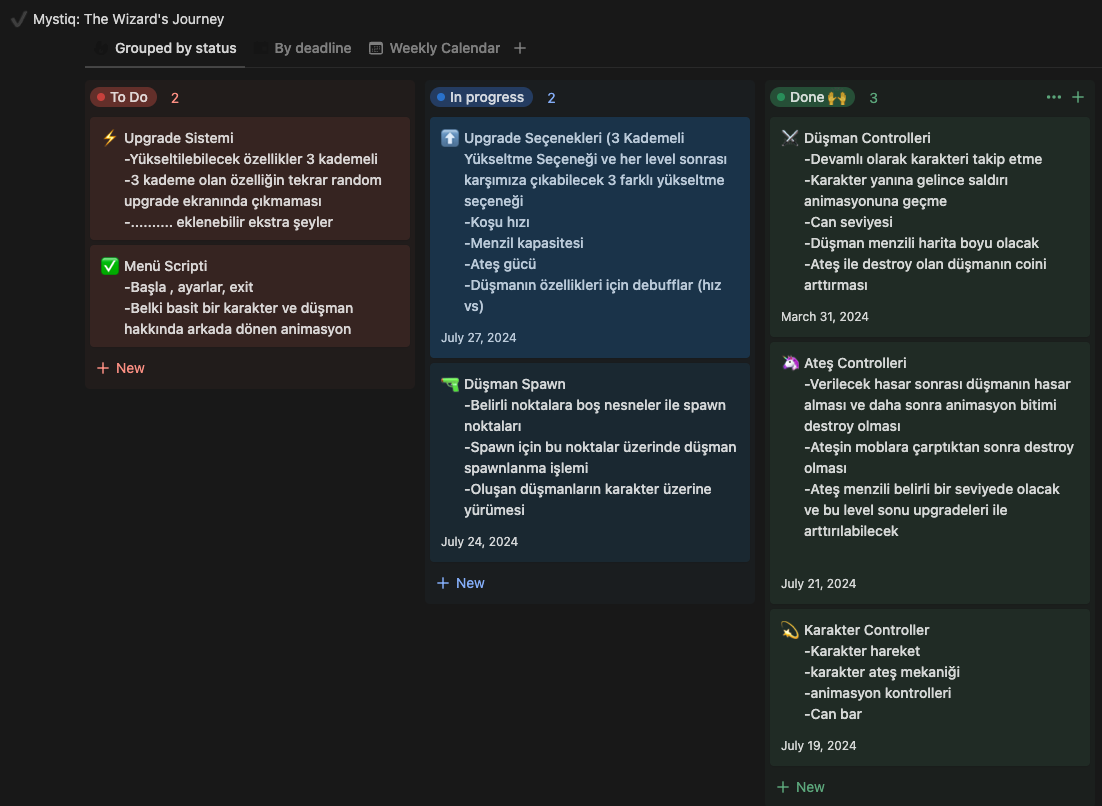 Mystiq: The Wizard's Journey
Grouped by status
By deadline
Weekly Calendar
To Do 2
Upgrade Sistemi
-Yükseltilebilecek özellikler 3 kademeli
-3 kademe olan özelliğin tekrar random
upgrade ekranında çıkmaması
-.......... eklenebilir ekstra şeyler
Menü Scripti
-Başla , ayarlar, exit
-Belki basit bir karakter ve düşman
hakkında arkada dönen animasyon
+ New
In progress 2
Upgrade Seçenekleri (3 Kademeli
Yükseltme Seçeneği ve her level sonrası
karşımıza çıkabilecek 3 farklı yükseltme
seçeneği
-Koşu hızı
-Menzil kapasitesi
-Ateş gücü
-Düşmanın özellikleri için debufflar (hız
vs)
July 27, 2024
Düşman Spawn
-Belirli noktalara boş nesneler ile spawn
noktaları
-Spawn için bu noktalar üzerinde düşman
spawnlanma işlemi
-Oluşan düşmanların karakter üzerine
yürümesi
July 24, 2024
+ New
Done 🙌 3
Düşman Controlleri
-Devamlı olarak karakteri takip etme
-Karakter yanına gelince saldırı
animasyonuna geçme
-Can seviyesi
-Düşman menzili harita boyu olacak
-Ateş ile destroy olan düşmanın coini
arttırması
March 31, 2024
Ateş Controlleri
-Verilecek hasar sonrası düşmanın hasar
alması ve daha sonra animasyon bitimi
destroy olması
-Ateşin moblara çarptıktan sonra destroy
olması
-Ateş menzili belirli bir seviyede olacak
ve bu level sonu upgradeleri ile
arttırılabilecek
July 21, 2024
Karakter Controller
-Karakter hareket
-karakter ateş mekaniği
-animasyon kontrolleri
-Can bar
July 19, 2024
+ New